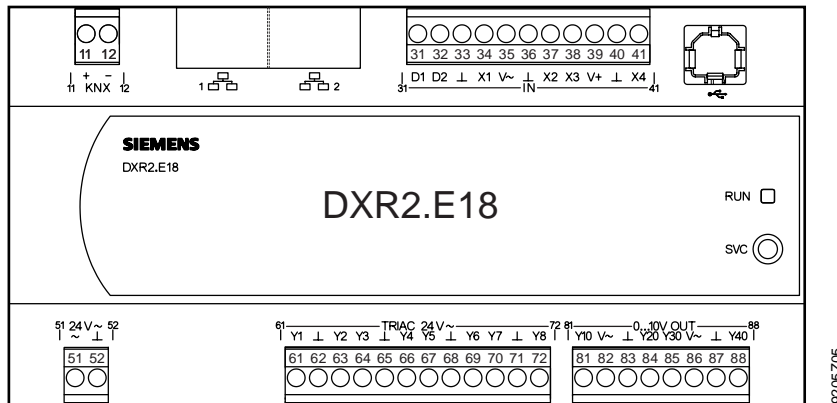 11 12
+ −
11 KNX 12
1 2
31 32 33 34 35 36 37 38 39 40 41
D1 D2 ⊥ X1 V~ ⊥ X2 X3 V+ ⊥ X4
31 IN 41
SIEMENS
DXR2.E18
DXR2.E18
RUN
SVC
51 24 V ~ 52
~ ⊥
51 52
61 TRIAC 24 V ~ 72
Y1 ⊥ Y2 Y3 ⊥ Y4 Y5 ⊥ Y6 Y7 ⊥ Y8
61 62 63 64 65 66 67 68 69 70 71 72
81 0...10V OUT 88
Y10 V~ ⊥ Y20 Y30 V~ ⊥ Y40
81 82 83 84 85 86 87 88